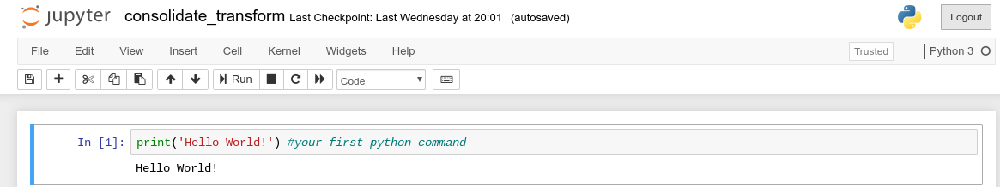 jupyter consolidate_transform Last Checkpoint: Last Wednesday at 20:01 (autosaved) Logout
File Edit View Insert Cell Kernel Widgets Help Trusted Python 3
Run Code
In [1]: print('Hello World!') #your first python command
Hello World!